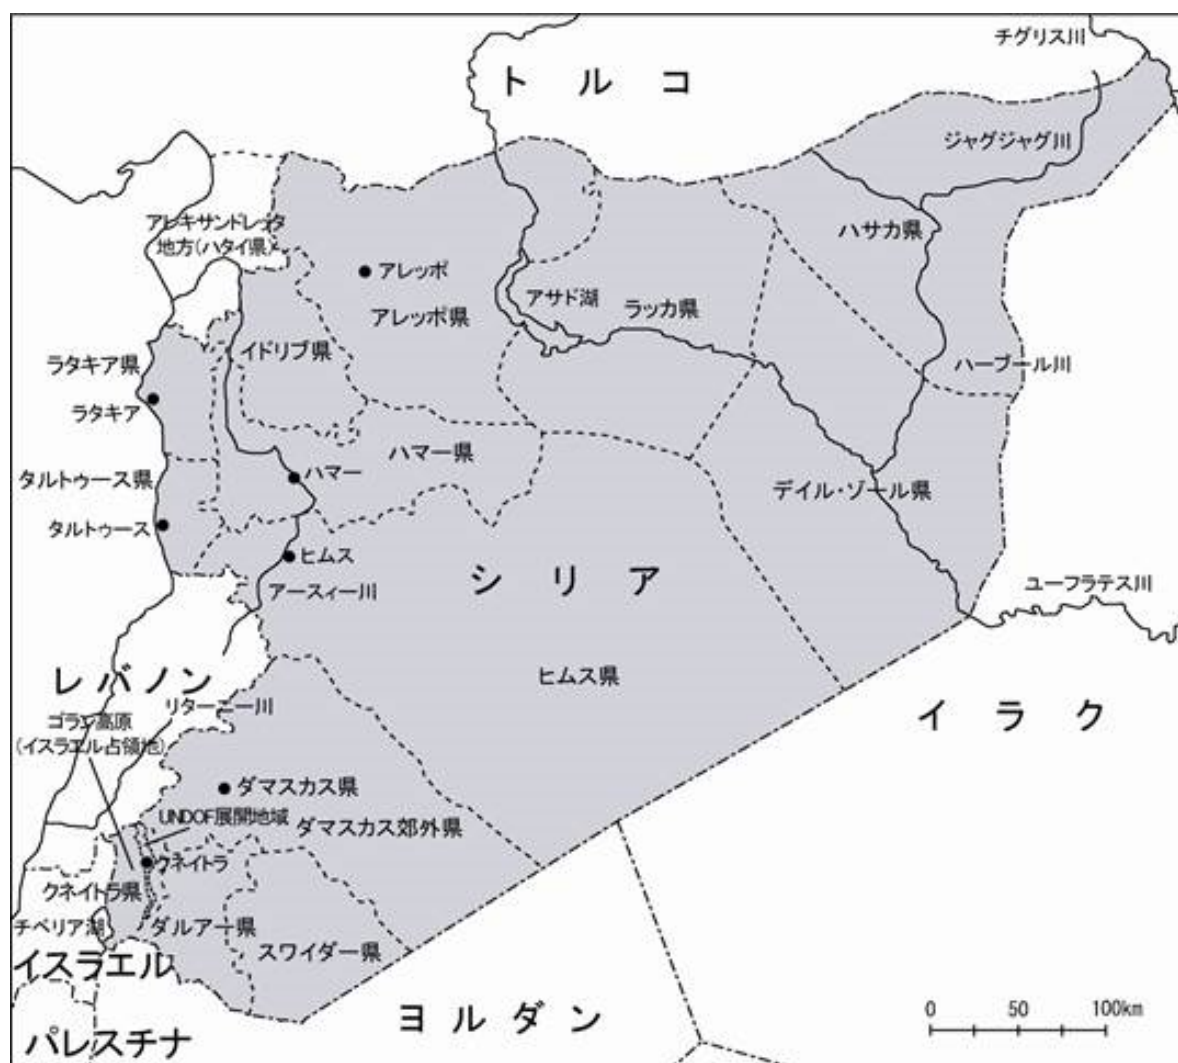 チグリス川
トルコ
ジャグジャグ川
アレキサンドレッタ
地方(ハタイ県)
ハサカ県
アレッポ
アサド湖
ラッカ県
アレッポ県
イドリブ県
ラタキア県
ハーブール川
ラタキア
ハマー県
ハマー
タルトゥース県
デイル・ゾール県
タルトゥース
ヒムス
シリア
アースィー川
ユーフラテス川
レバノン
ヒムス県
リターニー川
イラク
ゴラン高原
(イスラエル占領地)
ダマスカス県
UNDOF展開地域
ダマスカス郊外県
クネイトラ
クネイトラ県
チベリア湖
ダルアー県
スワイダー県
イスラエル
ヨルダン
0 50 100km
パレスチナ